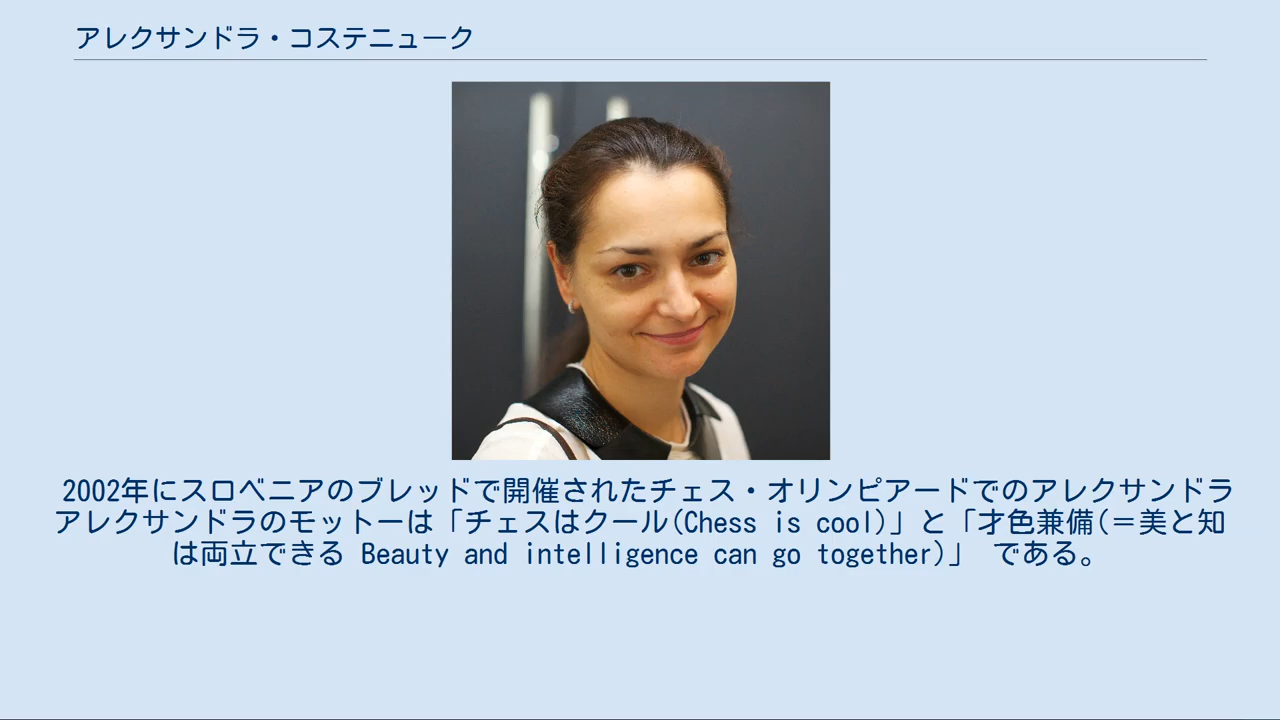 アレクサンドラ・コステニューク
2002年にスロベニアのブレッドで開催されたチェス・オリンピアードでのアレクサンドラ
アレクサンドラのモットーは「チェスはクール(Chess is cool)」と「才色兼備(＝美と知
は両立できる Beauty and intelligence can go together)」 である。